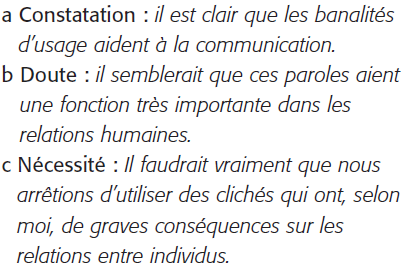 a Constatation : il est clair que les banalités
d'usage aident à la communication.
b Doute : il semblerait que ces paroles aient
une fonction très importante dans les
relations humaines.
c Nécessité : Il faudrait vraiment que nous
arrêtions d'utiliser des clichés qui ont, selon
moi, de graves conséquences sur les
relations entre individus.